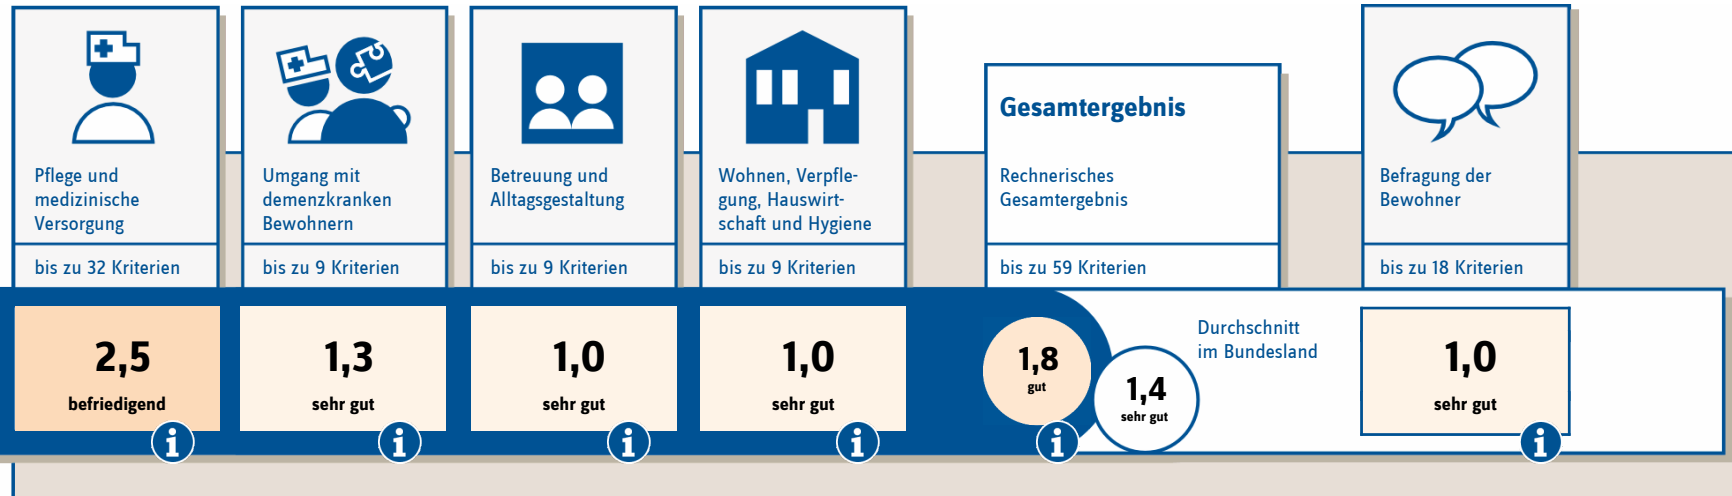 Pflege und
medizinische
Versorgung
bis zu 32 Kriterien
2,5
befriedigend
i
Umgang mit
demenzkranken
Bewohnern
bis zu 9 Kriterien
1,3
sehr gut
i
Betreuung und
Alltagsgestaltung
bis zu 9 Kriterien
1,0
sehr gut
i
Wohnen, Verpfle-
gung, Hauswirt-
schaft und Hygiene
bis zu 9 Kriterien
1,0
sehr gut
i
Gesamtergebnis
Rechnerisches
Gesamtergebnis
bis zu 59 Kriterien
1,8
gut
i
1,4
sehr gut
Durchschnitt
im Bundesland
Befragung der
Bewohner
bis zu 18 Kriterien
1,0
sehr gut
i